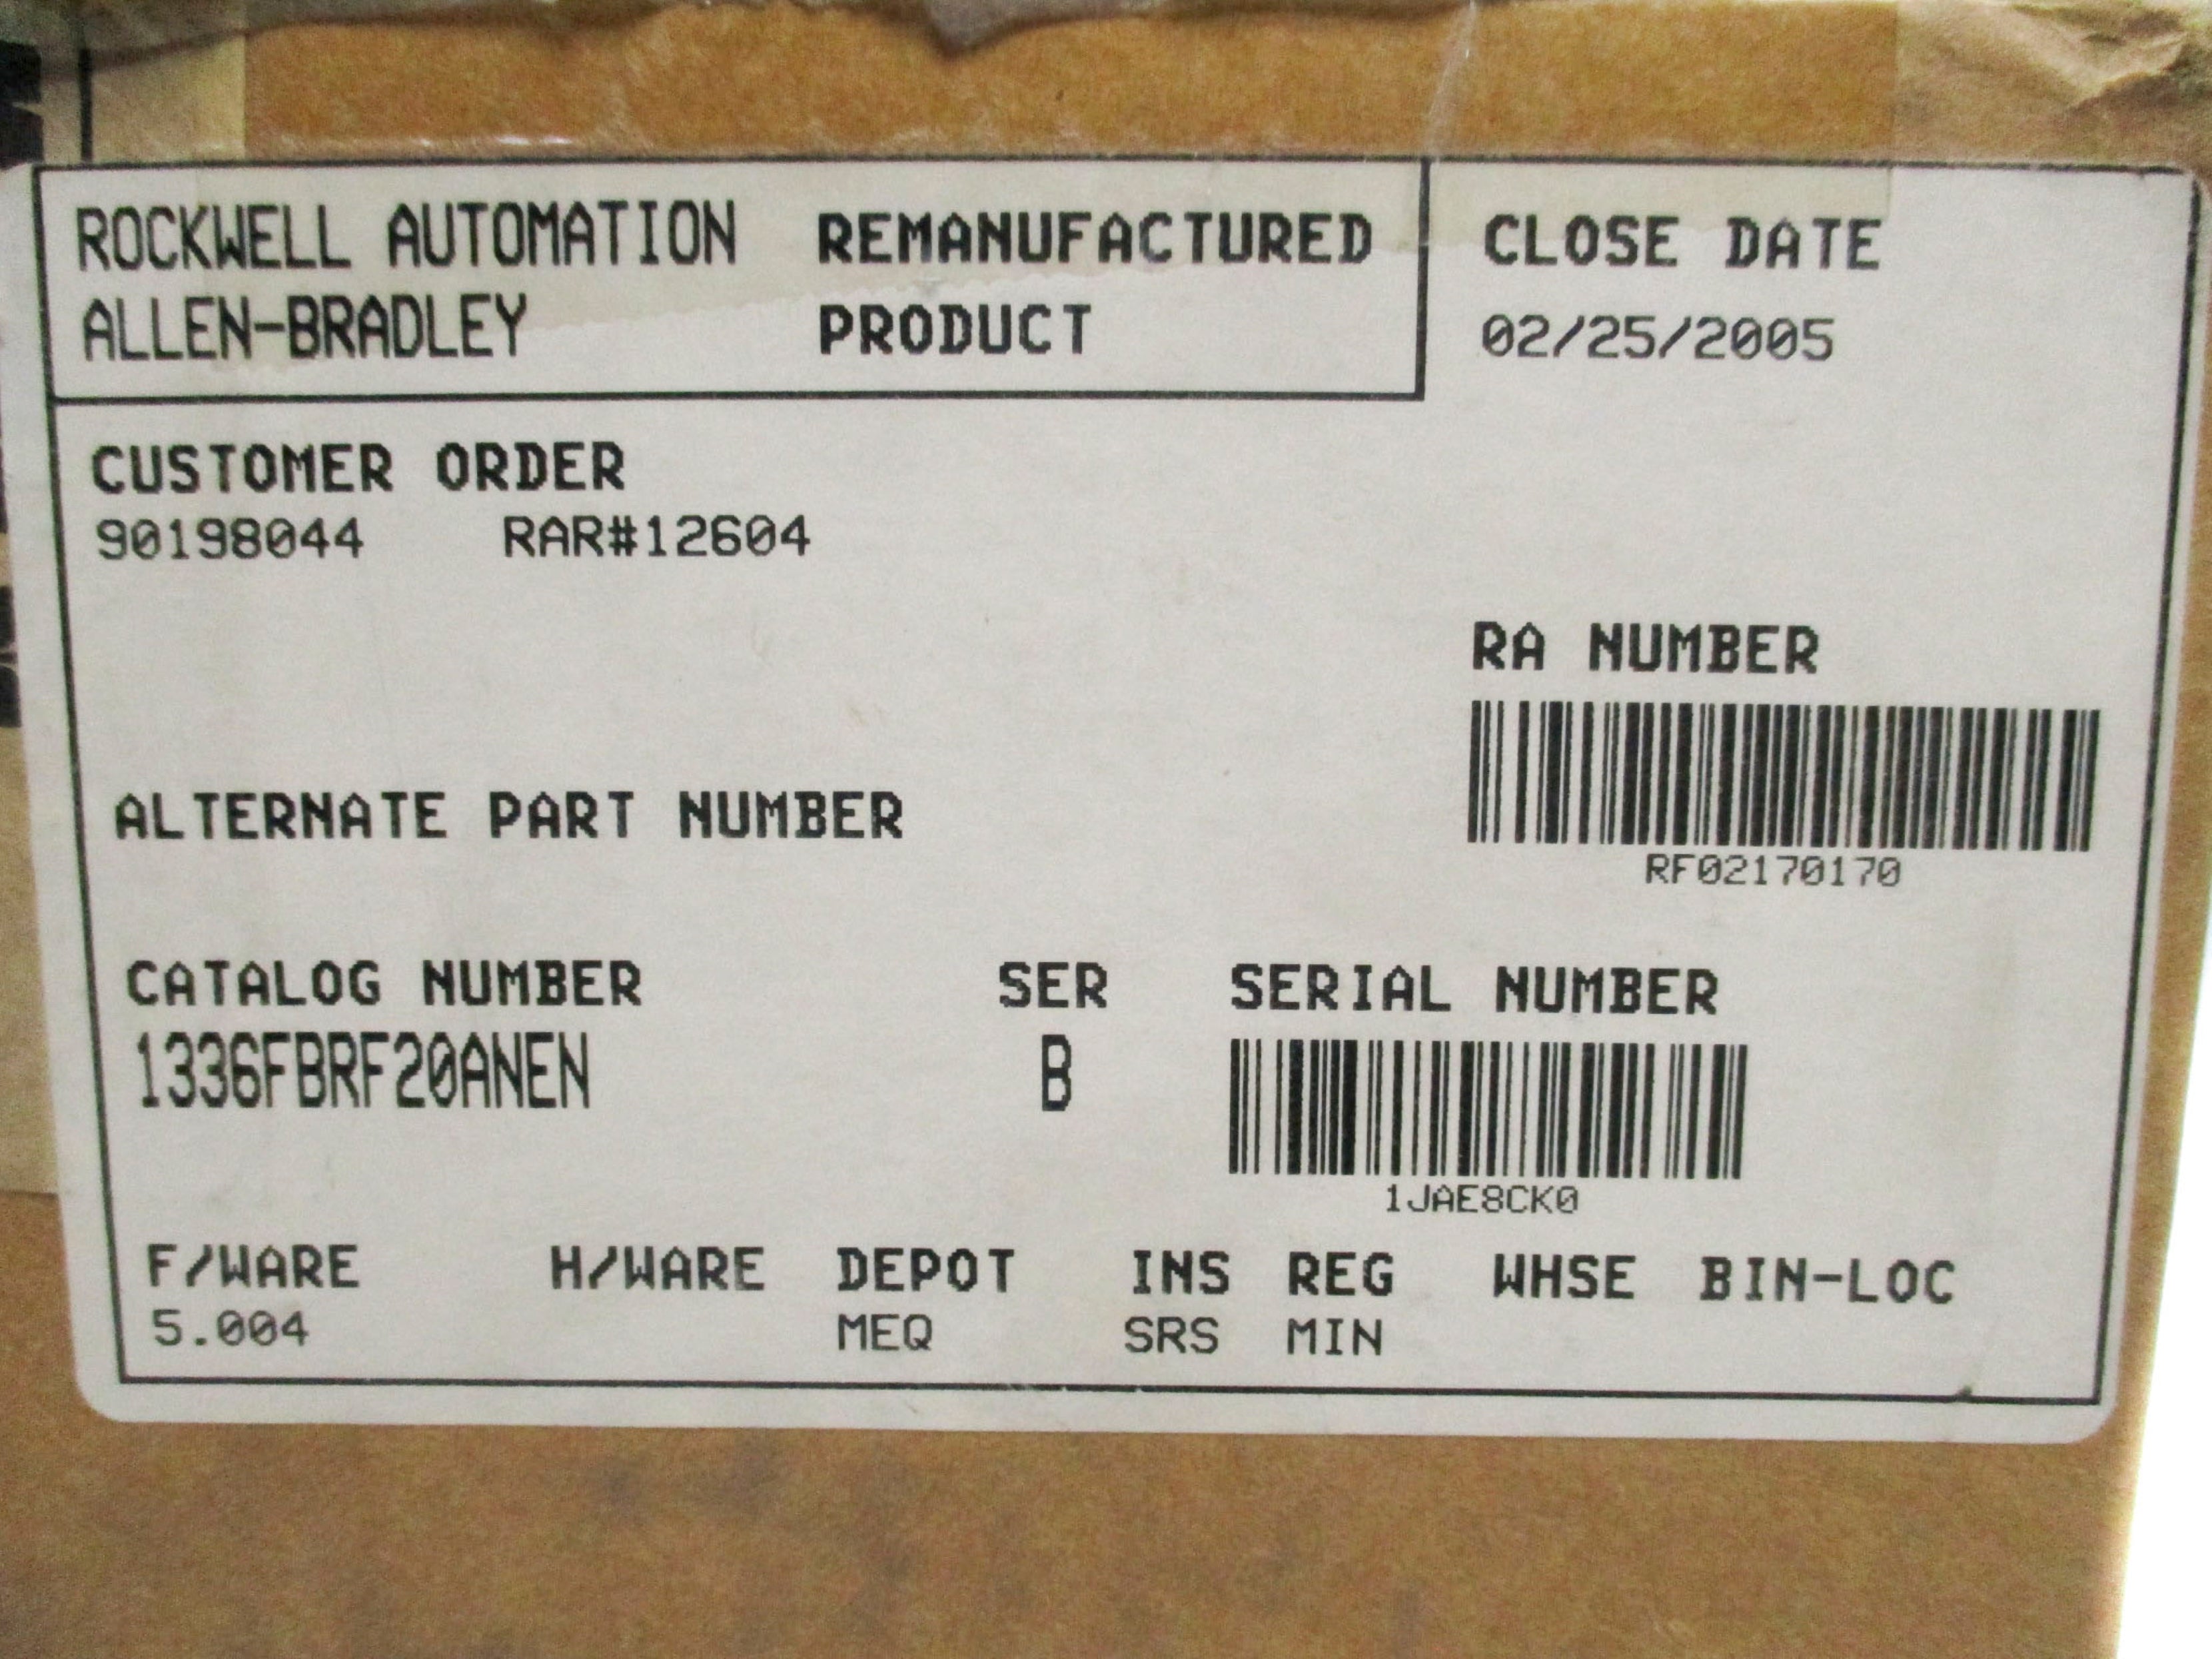 ROCKWELL AUTOMATION REMANUFACTURED
ALLEN-BRADLEY PRODUCT
CLOSE DATE
02/25/2005
CUSTOMER ORDER
90198044 RAR#12604
RA NUMBER
RF02170170
ALTERNATE PART NUMBER
CATALOG NUMBER SER SERIAL NUMBER
1336FBRF20ANEN B
1JAE8CK0
F/WARE H/WARE DEPOT INS REG WHSE BIN-LOC
5.004 MEQ SRS MIN